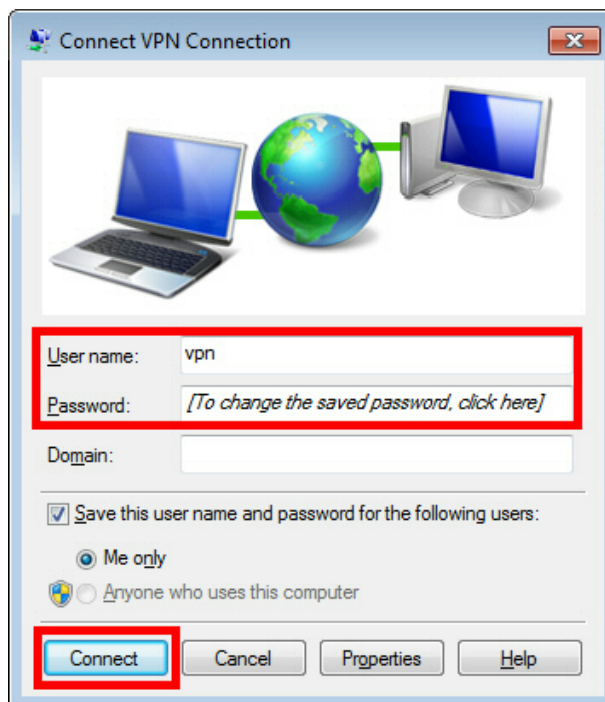 Connect VPN Connection
User name: vpn
Password: [To change the saved password, click here]
Domain:
Save this user name and password for the following users:
Me only
Anyone who uses this computer
Connect Cancel Properties Help